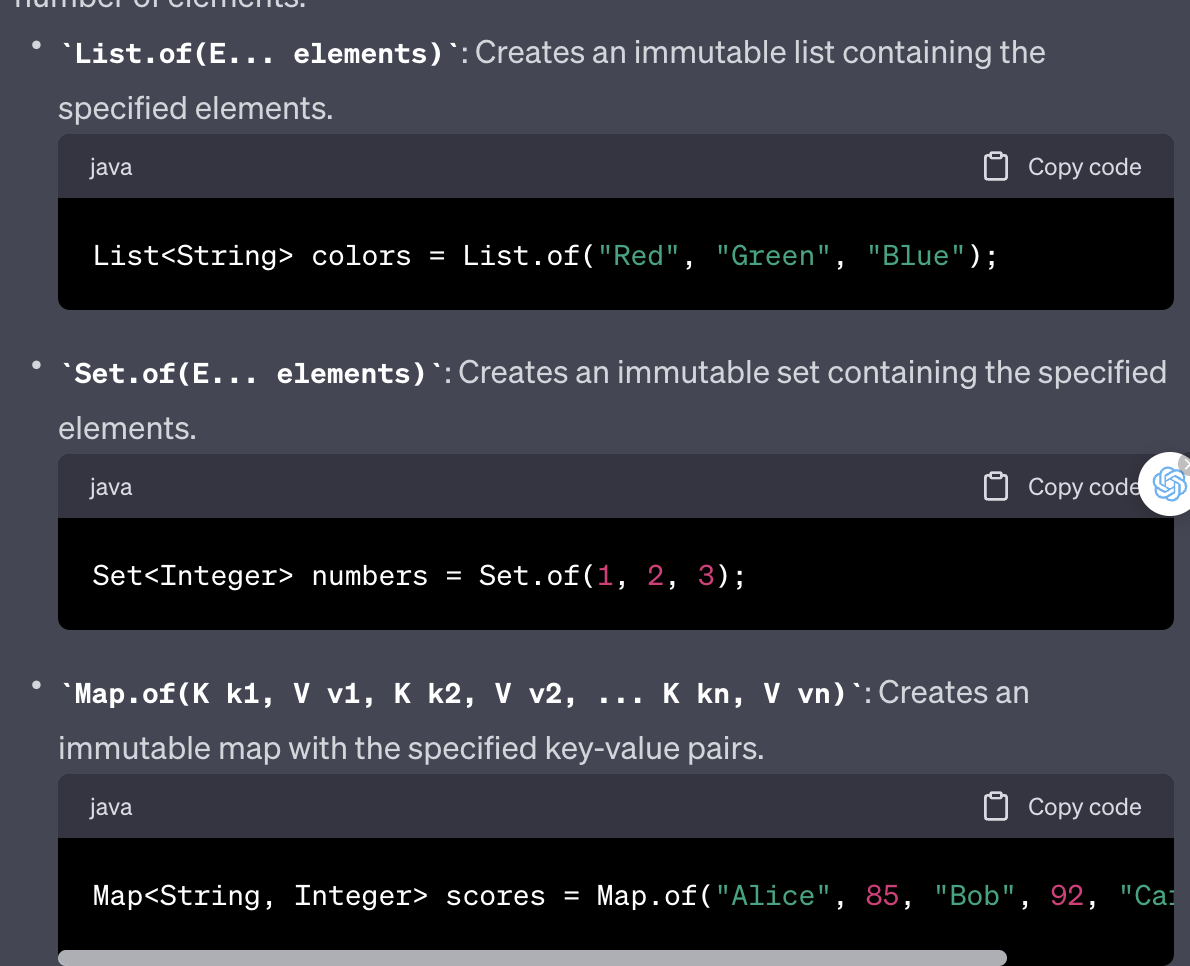 number of elements.
`List.of(E... elements)`: Creates an immutable list containing the
specified elements.
java
Copy code
List<String> colors = List.of("Red", "Green", "Blue");
`Set.of(E... elements)`: Creates an immutable set containing the specified
elements.
java
Copy code
Set<Integer> numbers = Set.of(1, 2, 3);
`Map.of(K k1, V v1, K k2, V v2, ... K kn, V vn)`: Creates an
immutable map with the specified key-value pairs.
java
Copy code
Map<String, Integer> scores = Map.of("Alice", 85, "Bob", 92,